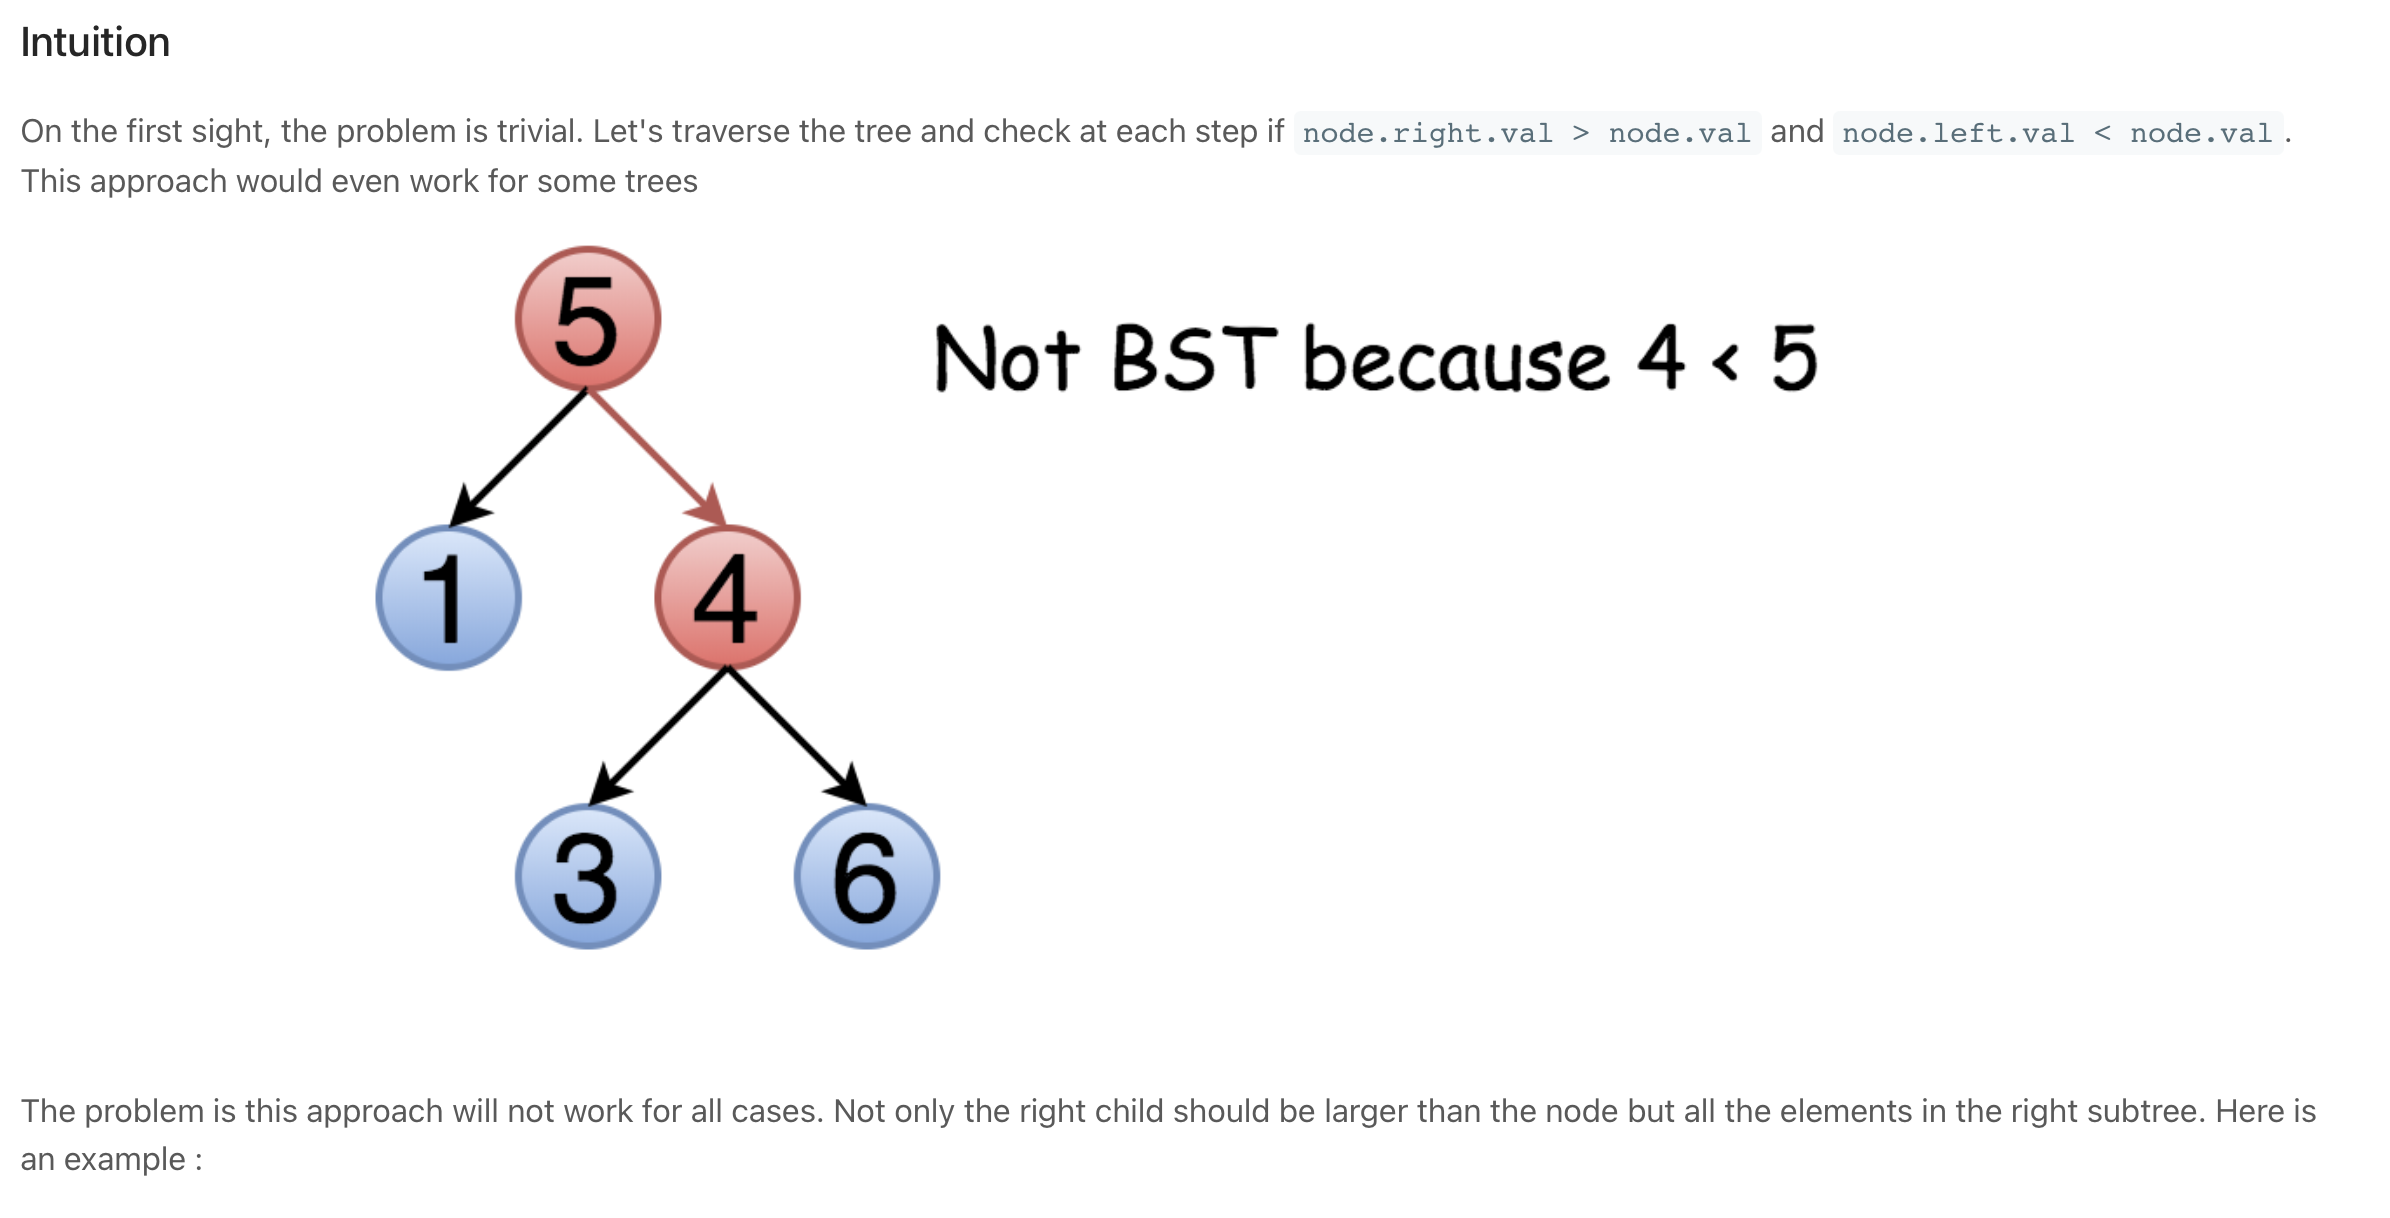 Intuition
On the first sight, the problem is trivial. Let's traverse the tree and check at each step if node.right.val > node.val and node.left.val < node.val .
This approach would even work for some trees
5
Not BST because 4 < 5
1 4
3 6
The problem is this approach will not work for all cases. Not only the right child should be larger than the node but all the elements in the right subtree. Here is
an example :